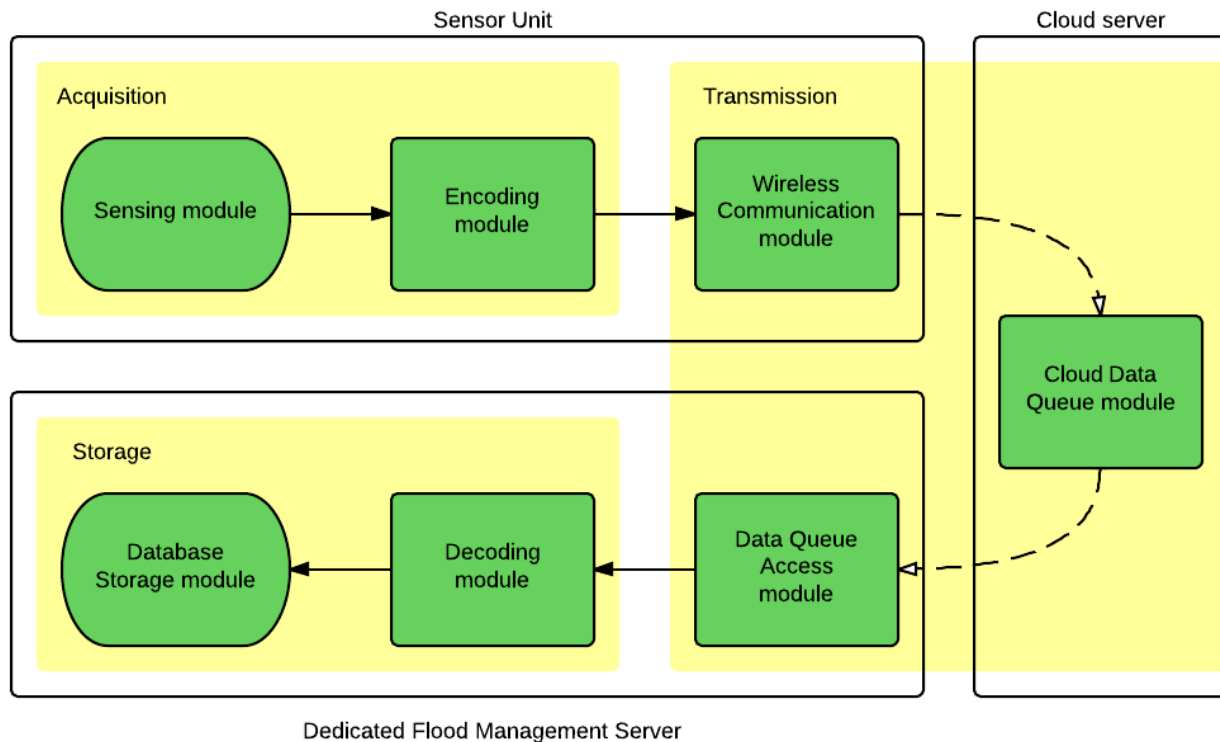 Sensor Unit
Cloud server
Acquisition
Transmission
Sensing module
Encoding
module
Wireless
Communication
module
Cloud Data
Queue module
Storage
Database
Storage module
Decoding
module
Data Queue
Access
module
Dedicated Flood Management Server